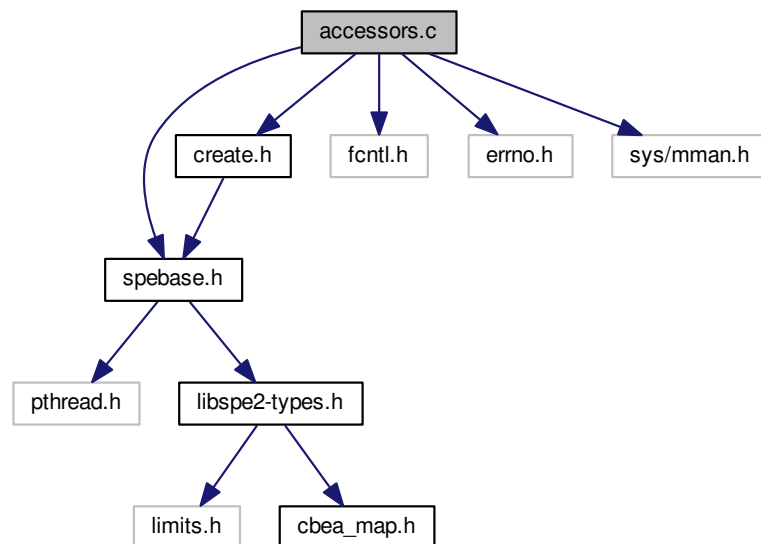 accessors.c
create.h
fcntl.h
errno.h
sys/mman.h
spebase.h
pthread.h
libspe2-types.h
limits.h
cbea_map.h